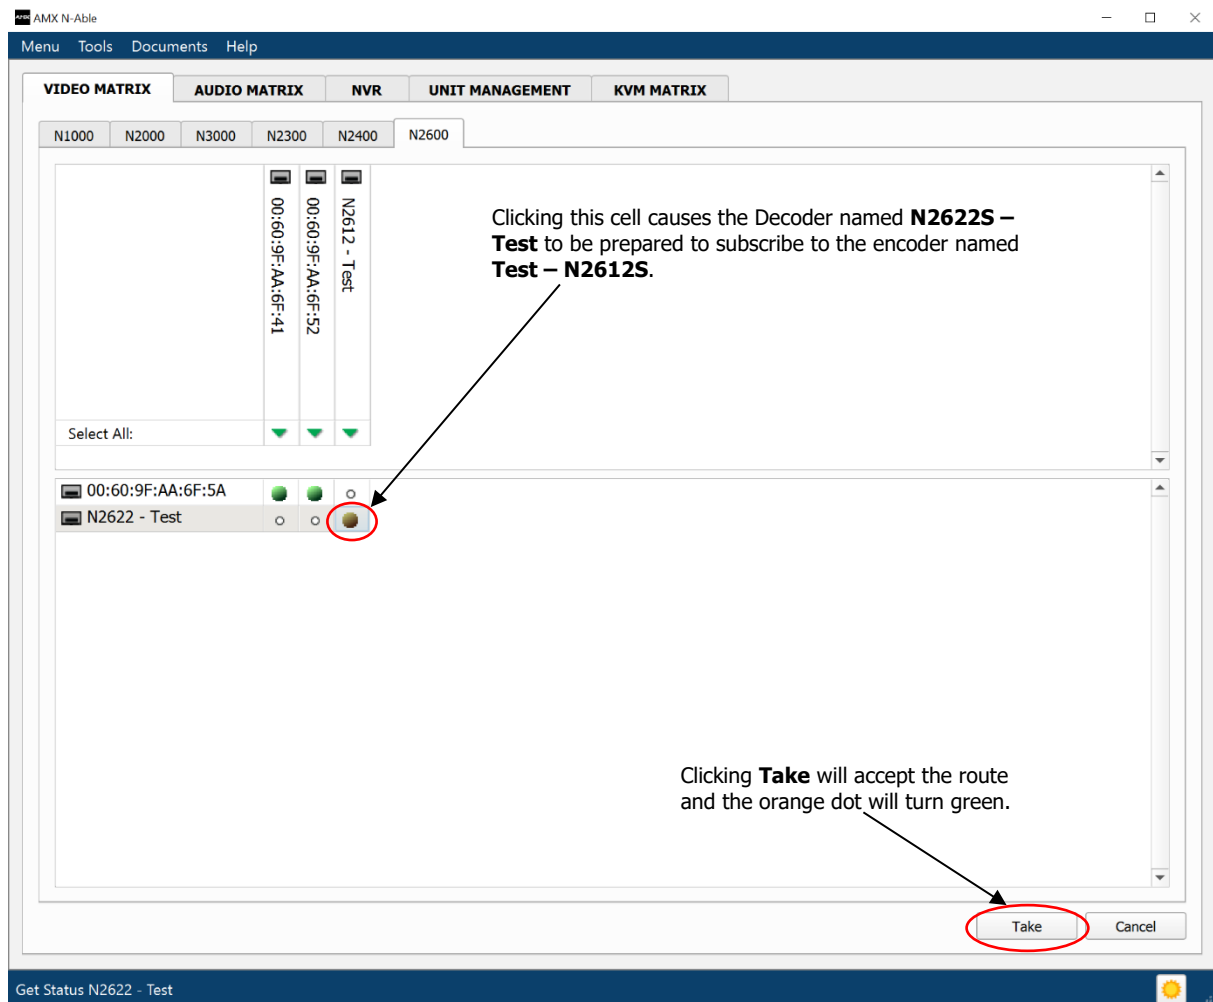 AMX
AMX N-Able
Menu Tools Documents Help
VIDEO MATRIX AUDIO MATRIX NVR UNIT MANAGEMENT KVM MATRIX
N1000 N2000 N3000 N2300 N2400 N2600
00:60:9F:AA:6F:41
00:60:9F:AA:6F:52
N2612 - Test
Clicking this cell causes the Decoder named N2622S –
Test to be prepared to subscribe to the encoder named
Test – N2612S.
Select All:
00:60:9F:AA:6F:5A
N2622 - Test
Clicking Take will accept the route
and the orange dot will turn green.
Take Cancel
Get Status N2622 - Test